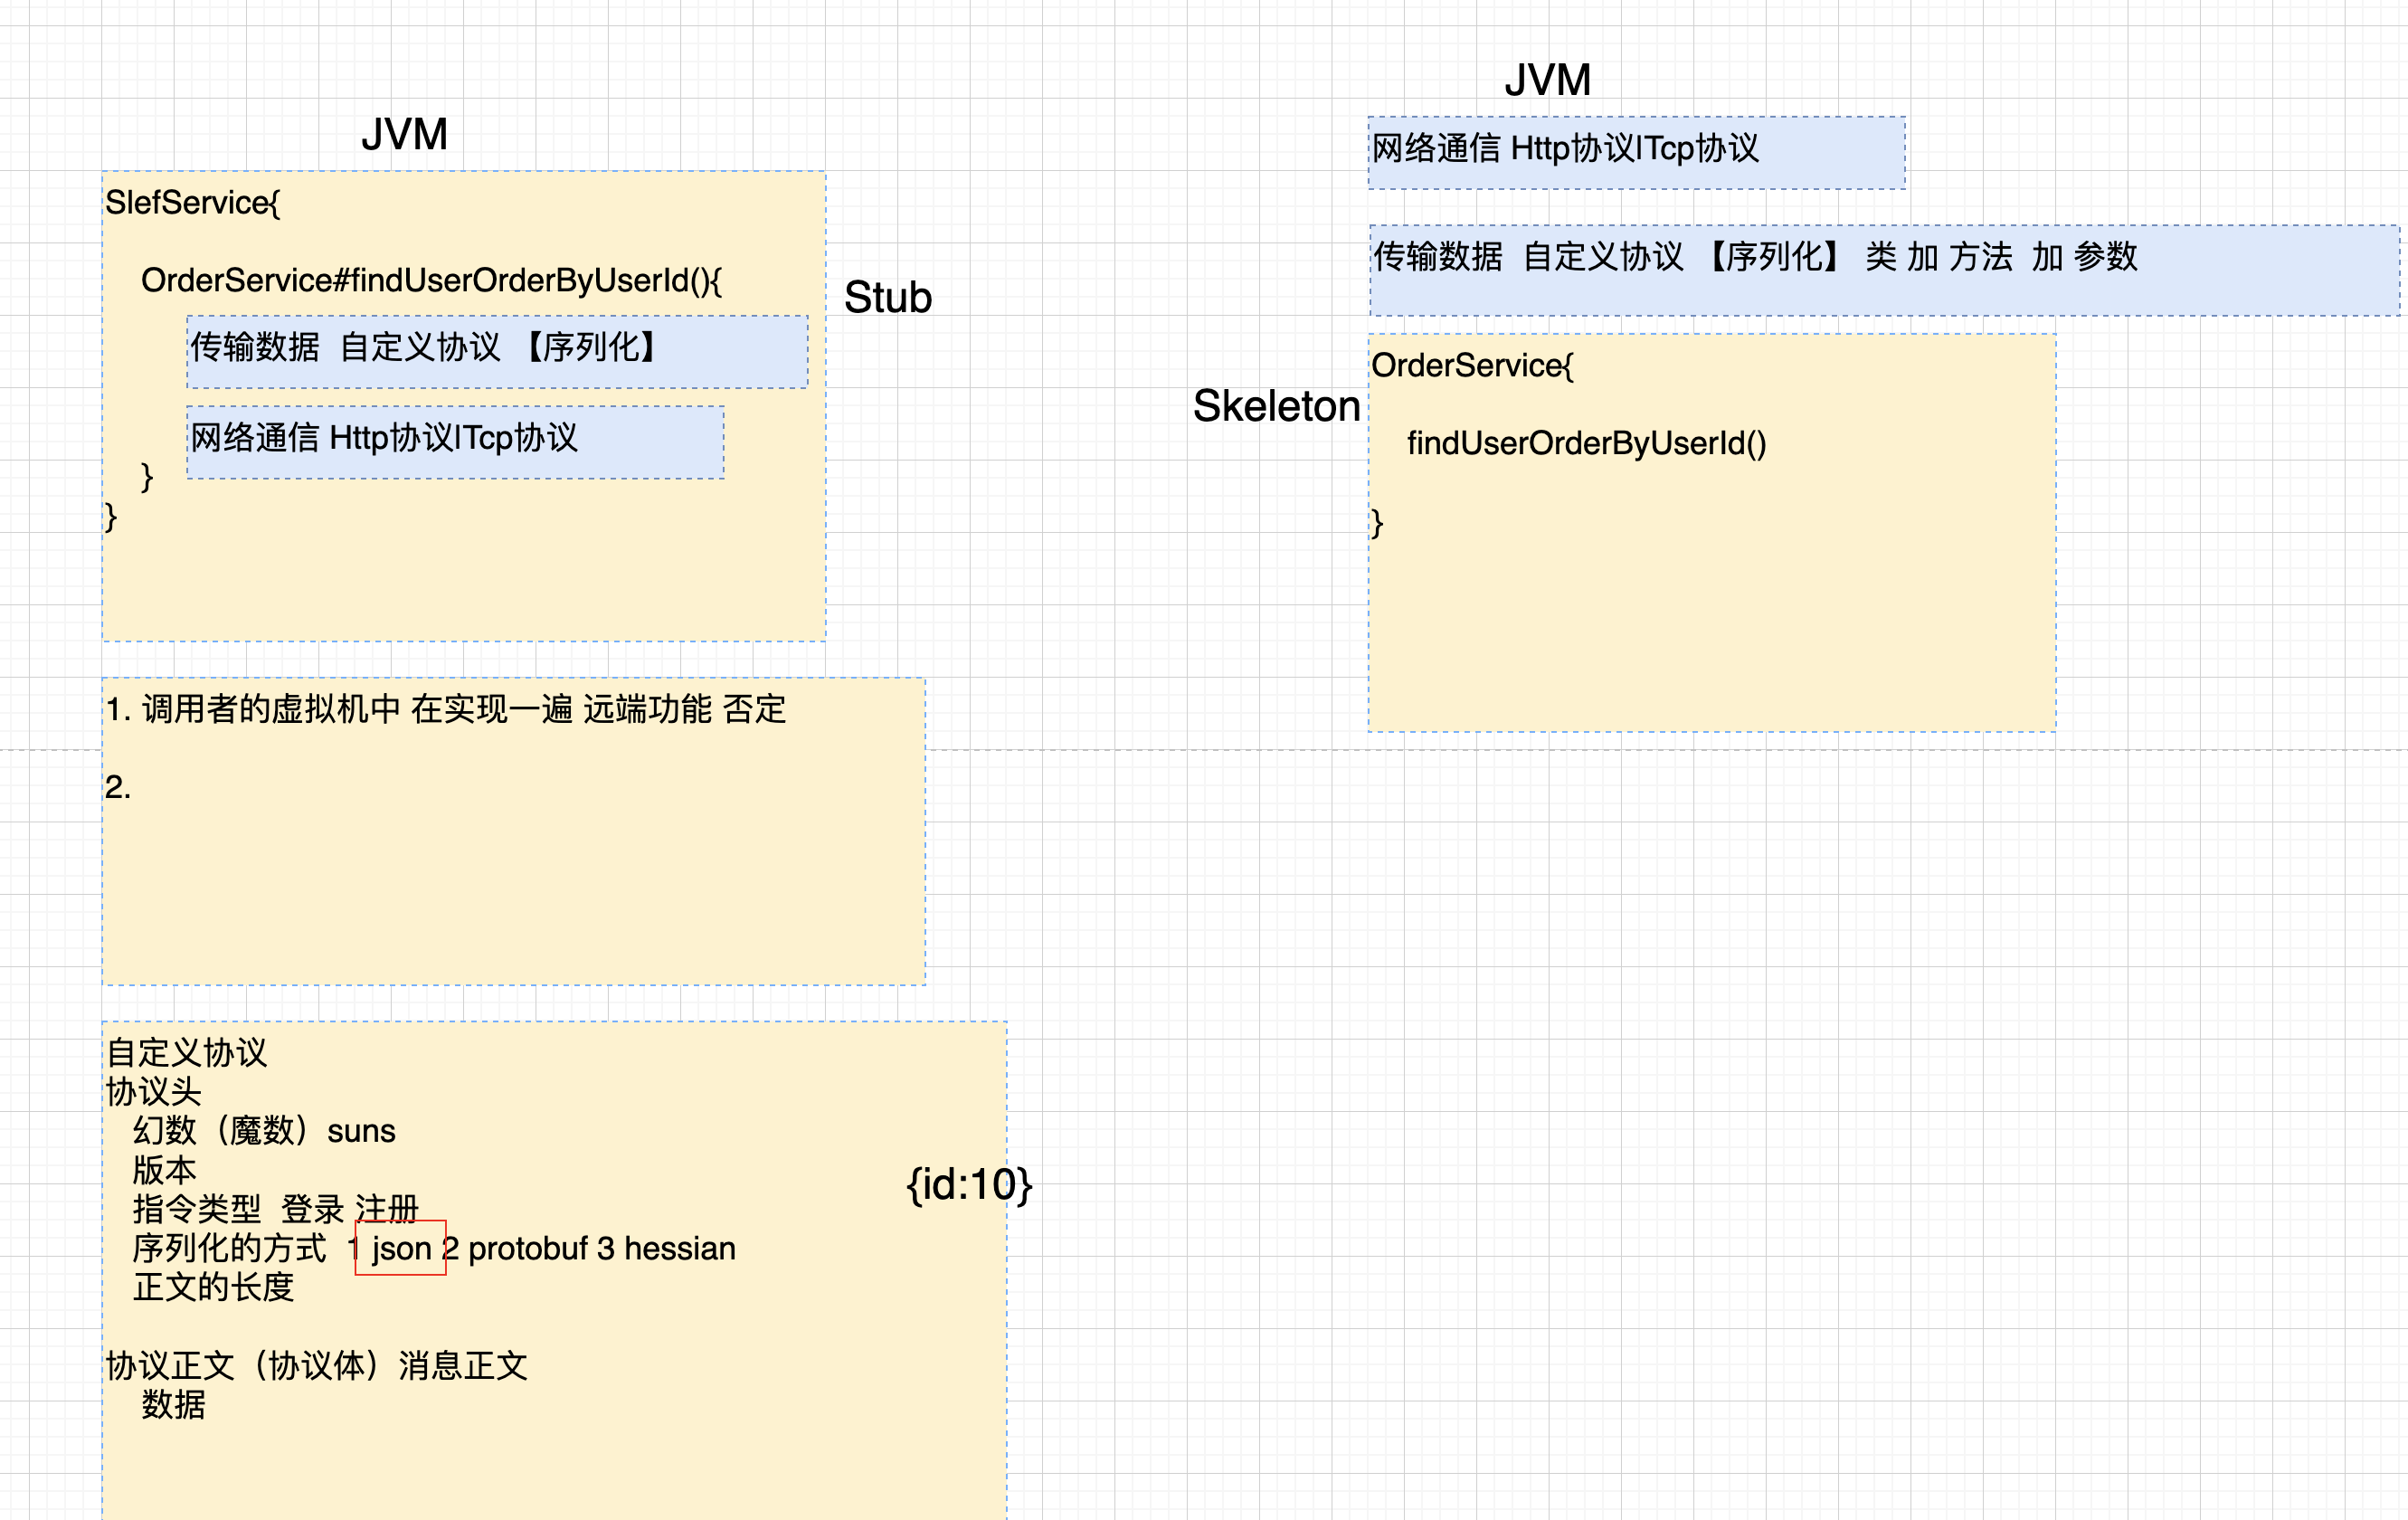 JVM
SlefService{
OrderService#findUserOrderByUserId(){
传输数据 自定义协议 【序列化】
网络通信 Http协议|Tcp协议
}
}
Stub
JVM
网络通信 Http协议|Tcp协议
传输数据 自定义协议 【序列化】 类 加 方法 加 参数
Skeleton
OrderService{
findUserOrderByUserId()
}
1. 调用者的虚拟机中 在实现一遍 远端功能 否定
2.
自定义协议
协议头
幻数（魔数）suns
版本
指令类型 登录 注册
序列化的方式 1 json 2 protobuf 3 hessian
正文的长度
协议正文（协议体）消息正文
数据
{id:10}